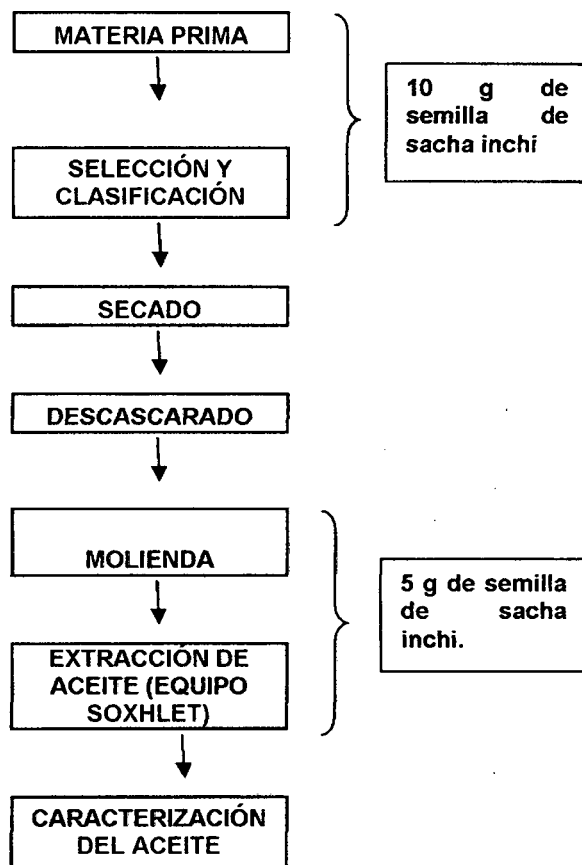 MATERIA PRIMA
10 g de
semilla de
sacha inchi
SELECCIÓN Y
CLASIFICACIÓN
SECADO
DESCASCARADO
MOLIENDA
5 g de semilla
de sacha
inchi.
EXTRACCIÓN DE
ACEITE (EQUIPO
SOXHLET)
CARACTERIZACIÓN
DEL ACEITE